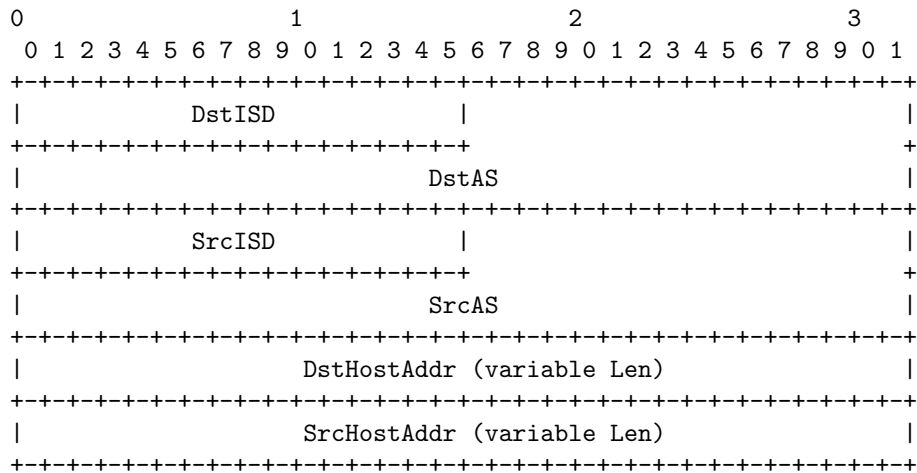 0                   1                   2                   3
 0 1 2 3 4 5 6 7 8 9 0 1 2 3 4 5 6 7 8 9 0 1 2 3 4 5 6 7 8 9 0 1
+-+-+-+-+-+-+-+-+-+-+-+-+-+-+-+-+-+-+-+-+-+-+-+-+-+-+-+-+-+-+-+-+
|            DstISD             |                               |
+-+-+-+-+-+-+-+-+-+-+-+-+-+-+-+-+                               +
|                             DstAS                             |
+-+-+-+-+-+-+-+-+-+-+-+-+-+-+-+-+-+-+-+-+-+-+-+-+-+-+-+-+-+-+-+-+
|            SrcISD             |                               |
+-+-+-+-+-+-+-+-+-+-+-+-+-+-+-+-+                               +
|                             SrcAS                             |
+-+-+-+-+-+-+-+-+-+-+-+-+-+-+-+-+-+-+-+-+-+-+-+-+-+-+-+-+-+-+-+-+
|                    DstHostAddr (variable Len)                 |
+-+-+-+-+-+-+-+-+-+-+-+-+-+-+-+-+-+-+-+-+-+-+-+-+-+-+-+-+-+-+-+-+
|                    SrcHostAddr (variable Len)                 |
+-+-+-+-+-+-+-+-+-+-+-+-+-+-+-+-+-+-+-+-+-+-+-+-+-+-+-+-+-+-+-+-+